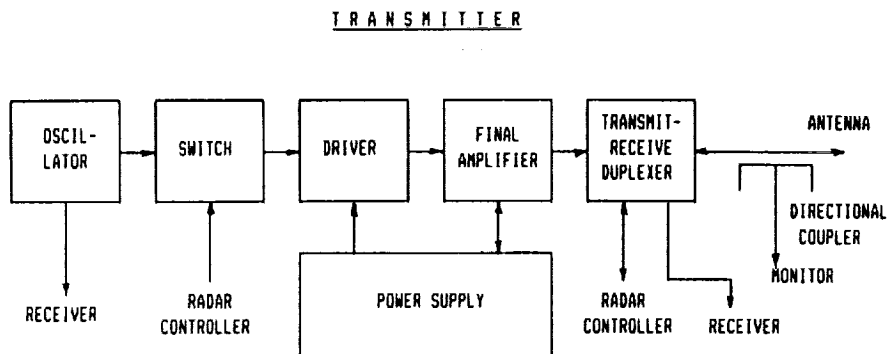 TRANSMITTER
OSCIL-
LATOR
SWITCH
DRIVER
FINAL
AMPLIFIER
TRANSMIT-
RECEIVE
DUPLEXER
ANTENNA
DIRECTIONAL
COUPLER
MONITOR
RECEIVER
RADAR
CONTROLLER
POWER SUPPLY
RADAR
CONTROLLER
RECEIVER